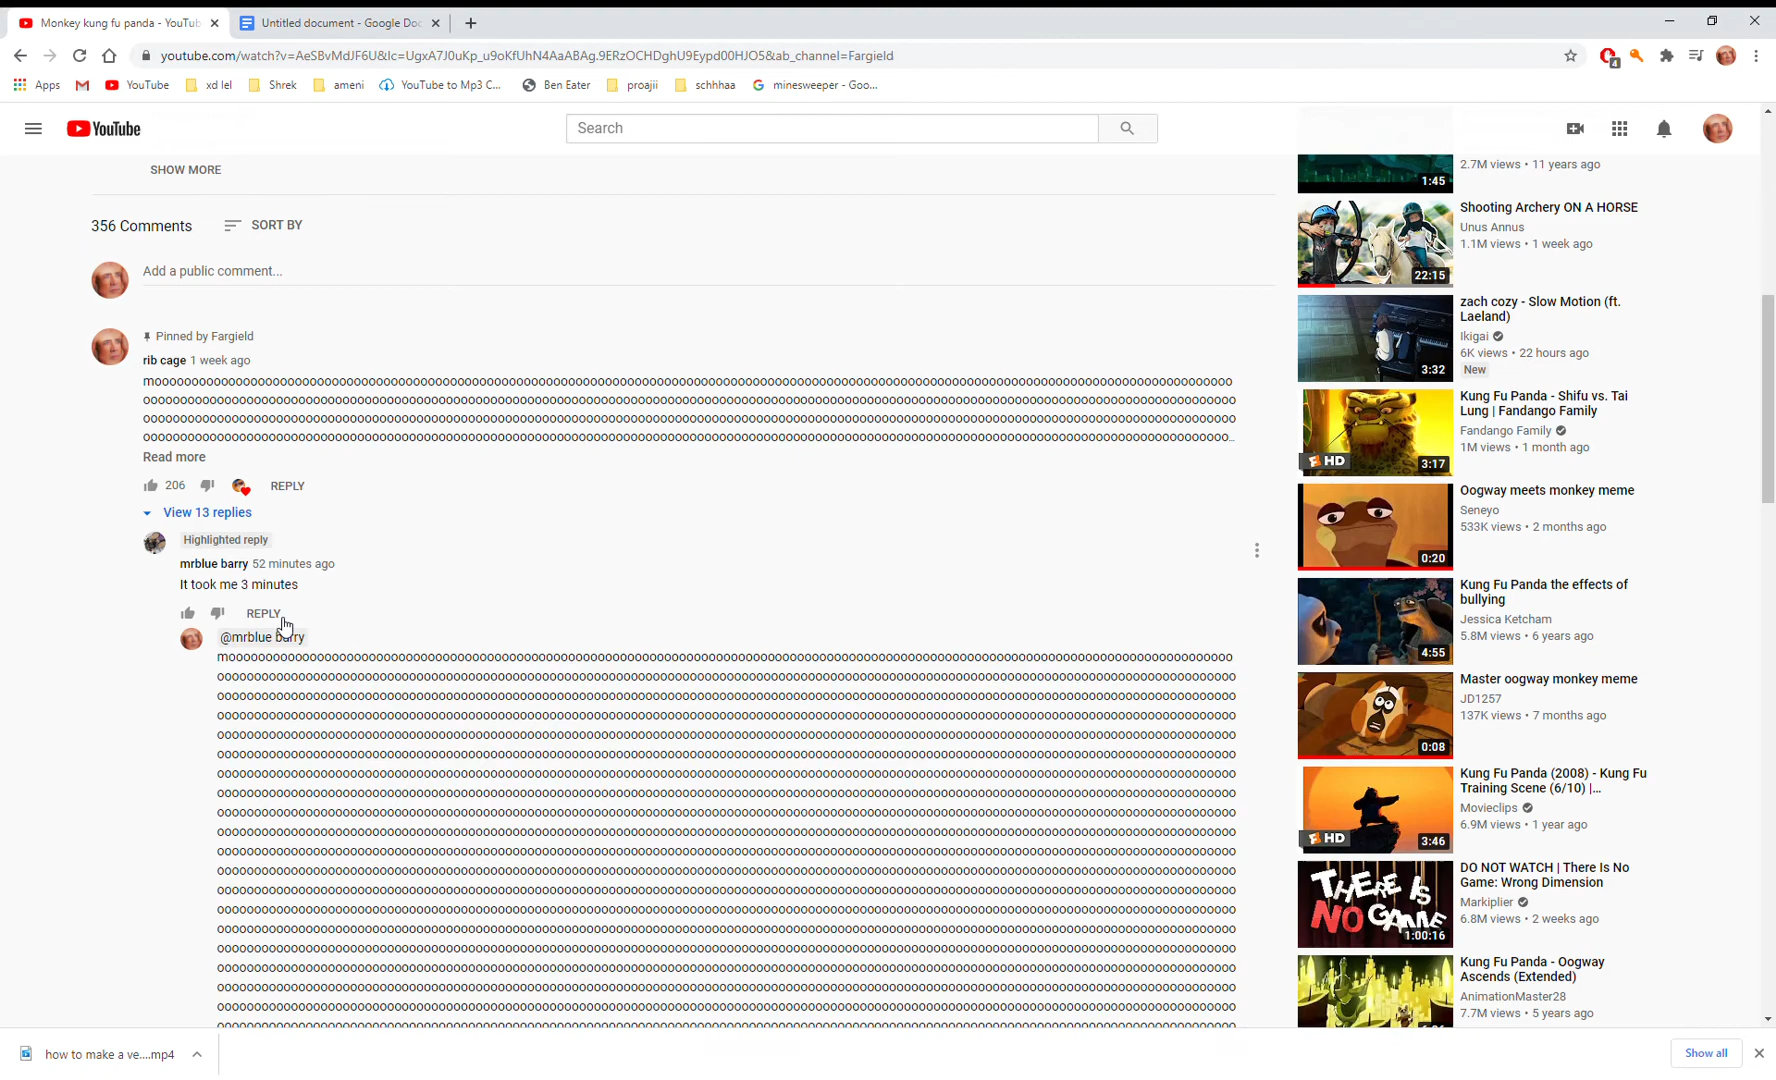 Monkey kung fu panda - YouTub
Untitled document - Google Doc
youtube.com/watch?v=AeSBvMdJF6U&lc=UgxA7J0uKp_u9oKfUhN4AaABAg.9ERzOCHDghU9Eypd00HJO5&ab_channel=Fargield
4
Apps
YouTube
xd lel
Shrek
ameni
YouTube to Mp3 C...
Ben Eater
proajii
schhhaa
minesweeper - Goo...
YouTube
Search
SHOW MORE
356 Comments
SORT BY
Add a public comment...
Pinned by Fargield
rib cage 1 week ago
Read more
206
REPLY
View 13 replies
Highlighted reply
mrblue barry 52 minutes ago
It took me 3 minutes
REPLY
@mrblue barry
2.7M views • 11 years ago
1:45
Shooting Archery ON A HORSE
Unus Annus
1.1M views • 1 week ago
22:15
zach cozy - Slow Motion (ft.
Laeland)
Ikigai
6K views • 22 hours ago
New
3:32
Kung Fu Panda - Shifu vs. Tai
Lung | Fandango Family
Fandango Family
1M views • 1 month ago
HD
3:17
Oogway meets monkey meme
Seneyo
533K views • 2 months ago
0:20
Kung Fu Panda the effects of
bullying
Jessica Ketcham
5.8M views • 6 years ago
4:55
Master oogway monkey meme
JD1257
137K views • 7 months ago
0:08
Kung Fu Panda (2008) - Kung Fu
Training Scene (6/10) |...
Movieclips
6.9M views • 1 year ago
HD
3:46
DO NOT WATCH | There Is No
Game: Wrong Dimension
Markiplier
6.8M views • 2 weeks ago
THERE IS
NO GAME
1:00:16
Kung Fu Panda - Oogway
Ascends (Extended)
AnimationMaster28
7.7M views • 5 years ago
how to make a ve....mp4
Show all